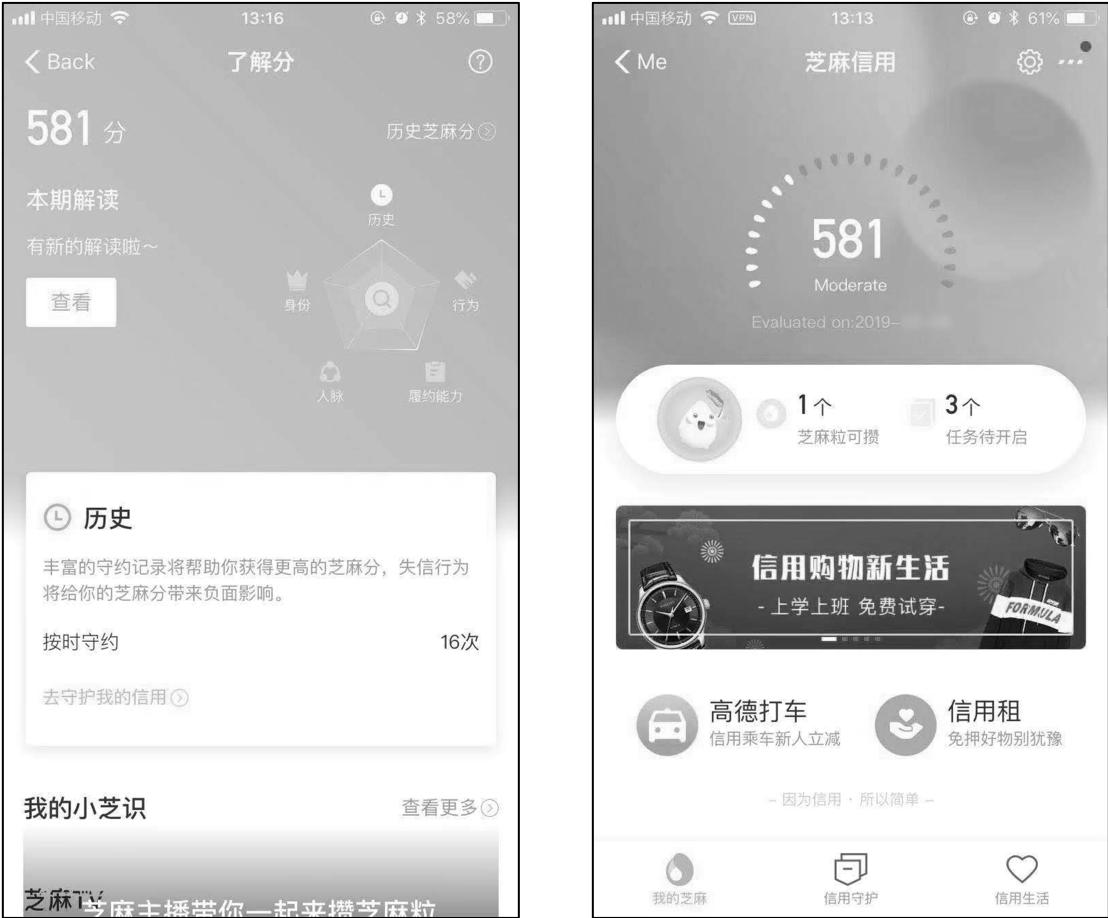 中国移动 13:16 58%
Back 了解分
581 分 历史芝麻分
本期解读
历史
有新的解读啦~
查看
身份 行为
人脉 履约能力
历史
丰富的守约记录将帮助你获得更高的芝麻分，失信行为
将给你的芝麻分带来负面影响。
按时守约 16次
去守护我的信用
我的小芝识 查看更多
芝麻TV
芝麻主播带你一起来攒芝麻粒
中国移动 VPN 13:13 61%
Me 芝麻信用
581
Moderate
Evaluated on:2019-
1个 3个
芝麻粒可攒 任务待开启
信用购物新生活
-上学上班 免费试穿-
FORMULA
高德打车 信用租
信用乘车新人立减 免押好物别犹豫
- 因为信用 · 所以简单 -
我的芝麻 信用守护 信用生活